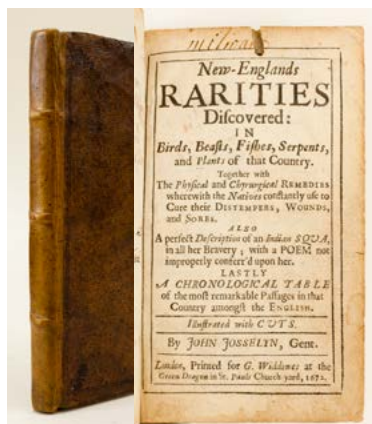 New-Englands
RARITIES
Discovered:
IN
Birds, Beaſts, Fiſhes, Serpents,
and Plants of that Country.
Together with
The Phyſical and Chyrurgical REMEDIES
wherewith the Natives conſtantly uſe to
Cure their DISTEMPERS, WOUNDS,
and SORES.
ALSO
A perfect Deſcription of an Indian SQUA,
in all her Bravery; with a POEM not
improperly conferr'd upon her.
LASTLY
A CHRONOLOGICAL TABLE
of the moſt remarkable Paſſages in that
Country amongſt the ENGLISH.
Illuſtrated with CUTS.
By JOHN JOSSELYN, Gent.
London, Printed for G. Widdowes at the
Green Dragon in St. Pauls Church yard, 1672.